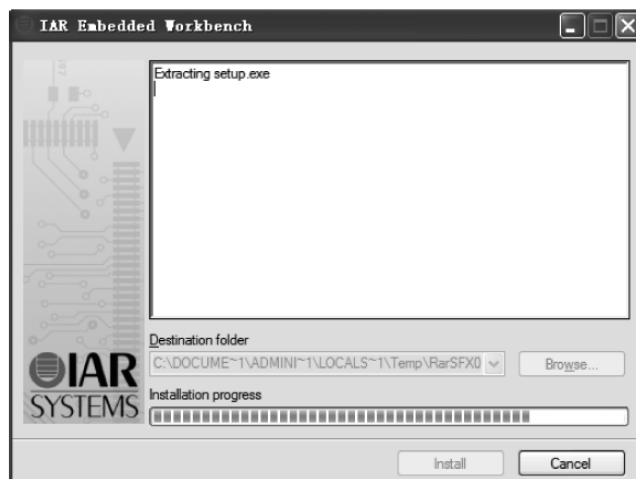 IAR Embedded Workbench
Extracting setup.exe
Destination folder
C:\DOCUME~1\ADMINI~1\LOCALS~1\Temp\RarSFX0
Browse...
Installation progress
IAR
SYSTEMS
Install
Cancel